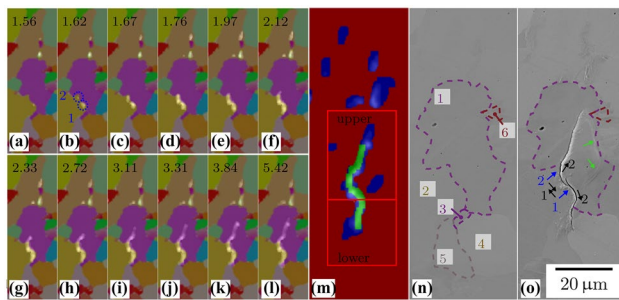 1.56 1.62 1.67 1.76 1.97 2.12
2
1
(a) (b) (c) (d) (e) (f)
2.33 2.72 3.11 3.31 3.84 5.42
(g) (h) (i) (j) (k) (l)
upper
lower
(m)
1
6
2
3
4
5
(n)
2
2
1
1
2
(o)
20 μm